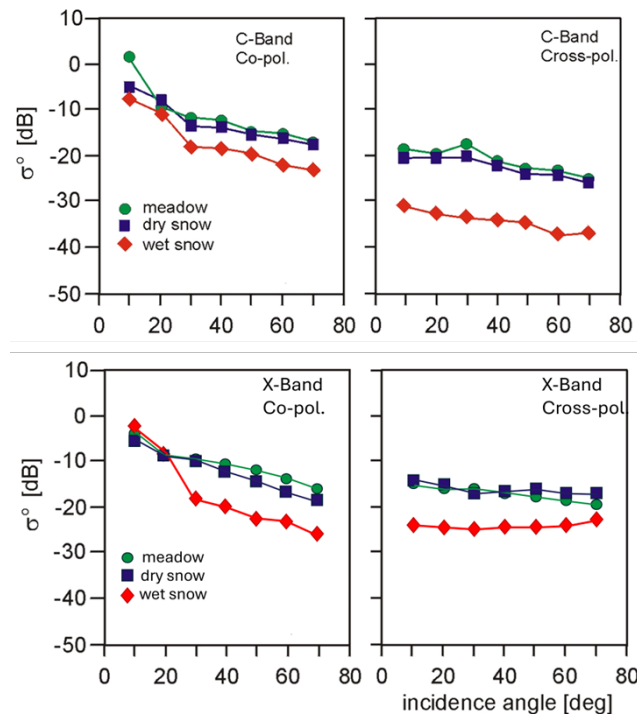 10
0
-10
-20
-30
-40
-50
σ° [dB]
C-Band
Co-pol.
meadow
dry snow
wet snow
0 20 40 60 80
C-Band
Cross-pol.
0 20 40 60 80
10
0
-10
-20
-30
-40
-50
σ° [dB]
X-Band
Co-pol.
meadow
dry snow
wet snow
0 20 40 60 80
X-Band
Cross-pol.
0 20 40 60 80
incidence angle [deg]